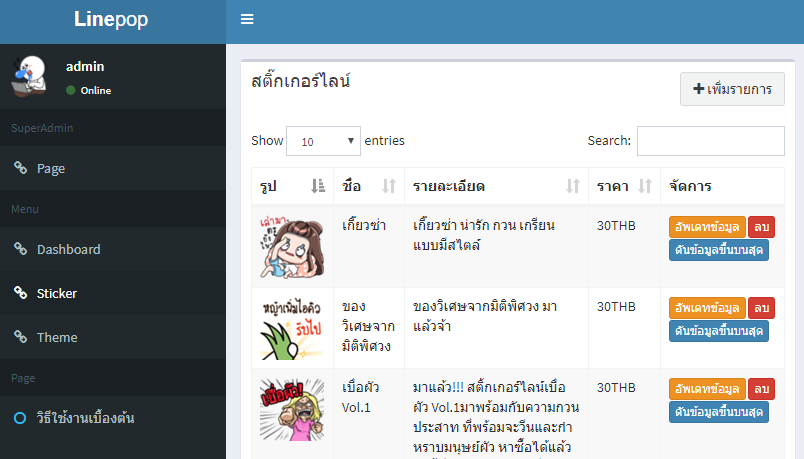 Linepop
admin
Online
SuperAdmin
Page
Menu
Dashboard
Sticker
Theme
Page
วิธีใช้งานเบื้องต้น
สติ๊กเกอร์ไลน์
เพิ่มรายการ
Show 10 entries
Search:
รูป ชื่อ รายละเอียด ราคา จัดการ
เกี๊ยวซ่า เกี๊ยวซ่า น่ารัก กวน เกรียน 30THB อัพเดทข้อมูล ลบ
แบบมีสไตล์ ดันข้อมูลขึ้นบนสุด
หญ้าเพิ่มไอคิว
รับไป
ของ ของวิเศษจากมิติพิศวง มา 30THB อัพเดทข้อมูล ลบ
วิเศษจาก แล้วจ้า ดันข้อมูลขึ้นบนสุด
มิติพิศวง
เบื่อผัว!
เบื่อผัว มาแล้ว!!! สติ๊กเกอร์ไลน์เบื่อ 30THB อัพเดทข้อมูล ลบ
Vol.1 ผัว Vol.1มาพร้อมกับความกวน ดันข้อมูลขึ้นบนสุด
ประสาท ที่พร้อมจะวีนและกำ
หราบมนุษย์ผัว หาซื้อได้แล้ว